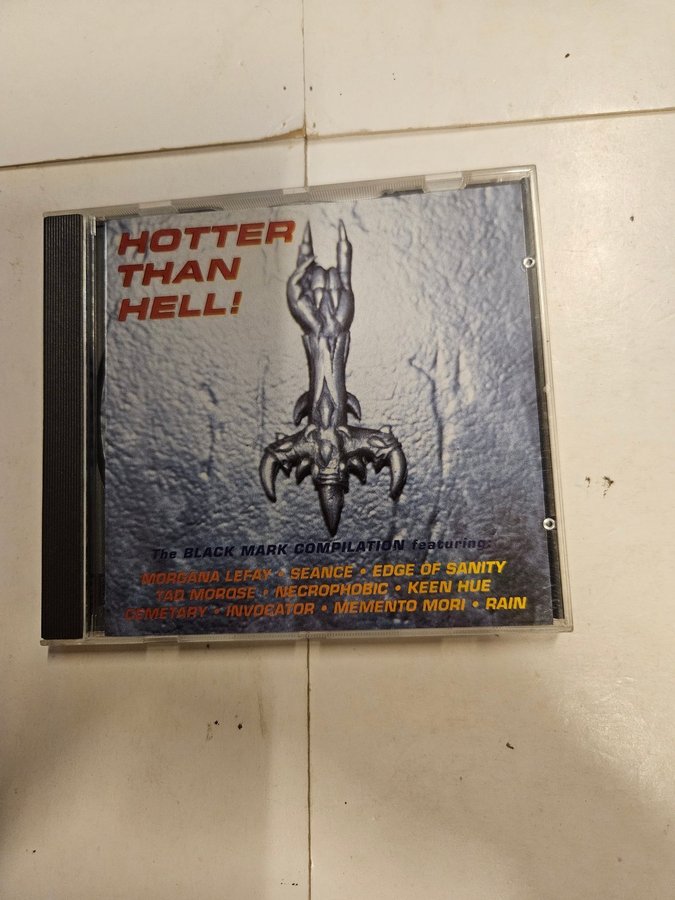 HOTTER
THAN
HELL!
The BLACK MARK COMPILATION featuring:
MORGANA LEFAY • SEANCE • EDGE OF SANITY
TAD MOROSE • NECROPHOBIC • KEEN HUE
CEMETARY • INVOCATOR • MEMENTO MORI • RAIN